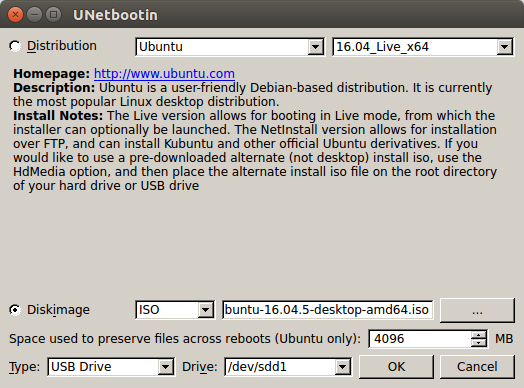 UNetbootin
Distribution Ubuntu 16.04_Live_x64
Homepage: http://www.ubuntu.com
Description: Ubuntu is a user-friendly Debian-based distribution. It is currently
the most popular Linux desktop distribution.
Install Notes: The Live version allows for booting in Live mode, from which the
installer can optionally be launched. The NetInstall version allows for installation
over FTP, and can install Kubuntu and other official Ubuntu derivatives. If you
would like to use a pre-downloaded alternate (not desktop) install iso, use the
HdMedia option, and then place the alternate install iso file on the root directory
of your hard drive or USB drive
Diskimage ISO buntu-16.04.5-desktop-amd64.iso ...
Space used to preserve files across reboots (Ubuntu only): 4096 MB
Type: USB Drive Drive: /dev/sdd1 OK Cancel